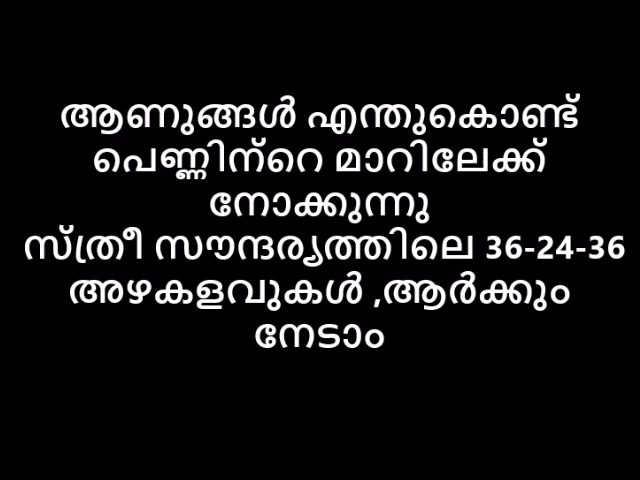 ആണുങ്ങൾ എന്തുകൊണ്ട്
പെണ്ണിന്റെ മാറിലേക്ക്
നോക്കുന്നു
സ്ത്രീ സൗന്ദര്യത്തിലെ 36-24-36
അഴകളവുകൾ ,ആർക്കും
നേടാം